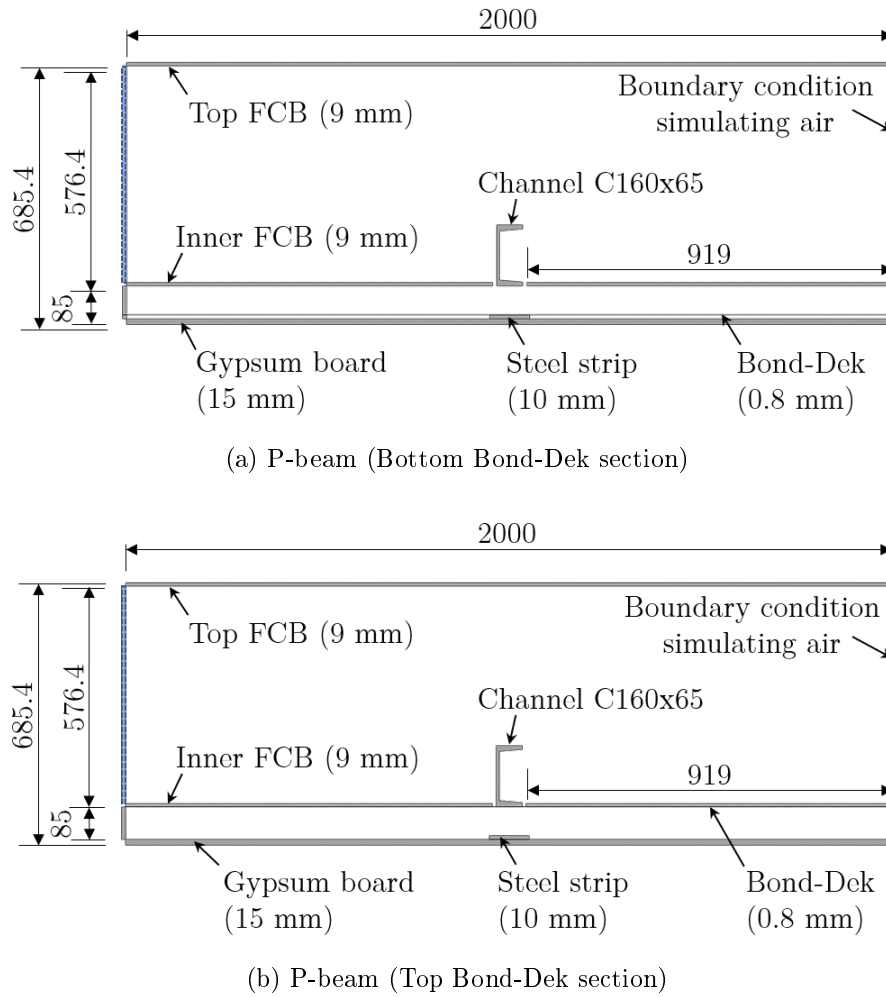 2000
Top FCB (9 mm)
Boundary condition
simulating air
685.4
576.4
Channel C160x65
Inner FCB (9 mm)
919
85
Gypsum board
(15 mm)
Steel strip
(10 mm)
Bond-Dek
(0.8 mm)
(a) P-beam (Bottom Bond-Dek section)
2000
Top FCB (9 mm)
Boundary condition
simulating air
685.4
576.4
Channel C160x65
Inner FCB (9 mm)
919
85
Gypsum board
(15 mm)
Steel strip
(10 mm)
Bond-Dek
(0.8 mm)
(b) P-beam (Top Bond-Dek section)